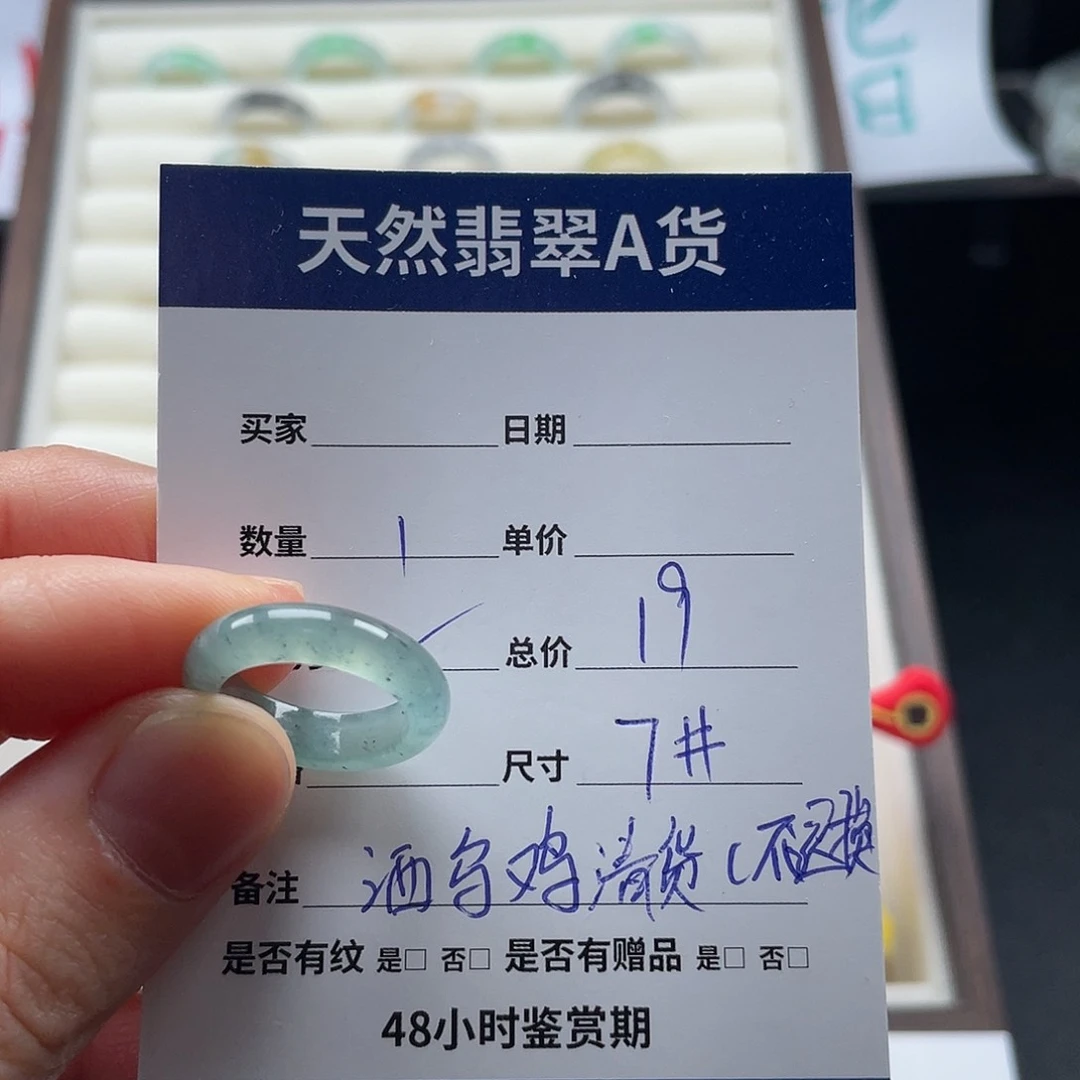 天然翡翠A货
买家 日期
数量 1 单价
总价 19
尺寸 7#
备注 洒乌鸡清货(不退换
是否有纹 是□ 否□ 是否有赠品 是□ 否□
48小时鉴赏期